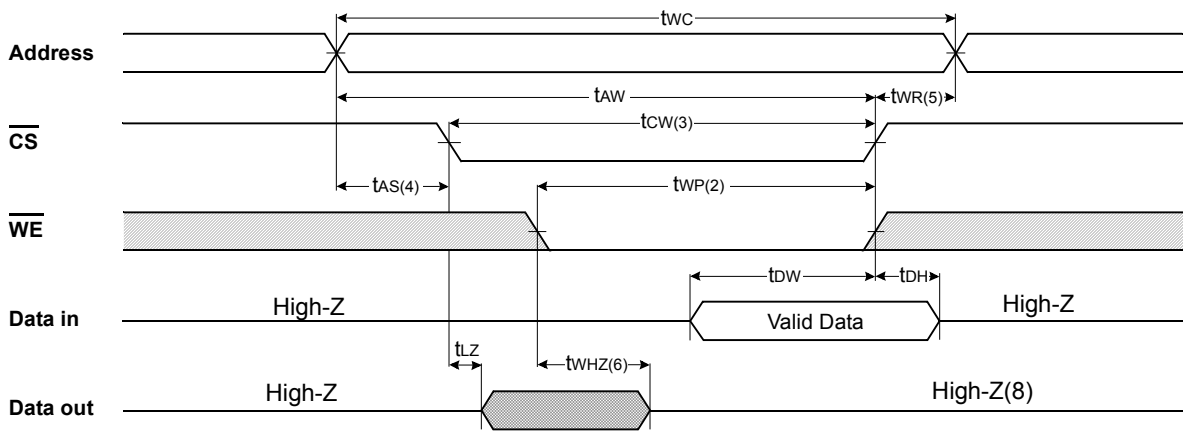 tWC
Address
tAW
tWR(5)
CS
tCW(3)
tAS(4)
tWP(2)
WE
tDW
tDH
Data in
High-Z
Valid Data
High-Z
tLZ
tWHZ(6)
Data out
High-Z
High-Z(8)